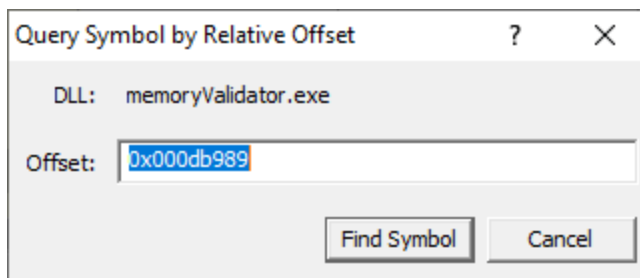 Query Symbol by Relative Offset ?
DLL: memoryValidator.exe
Offset: 0x000db989
Find Symbol Cancel